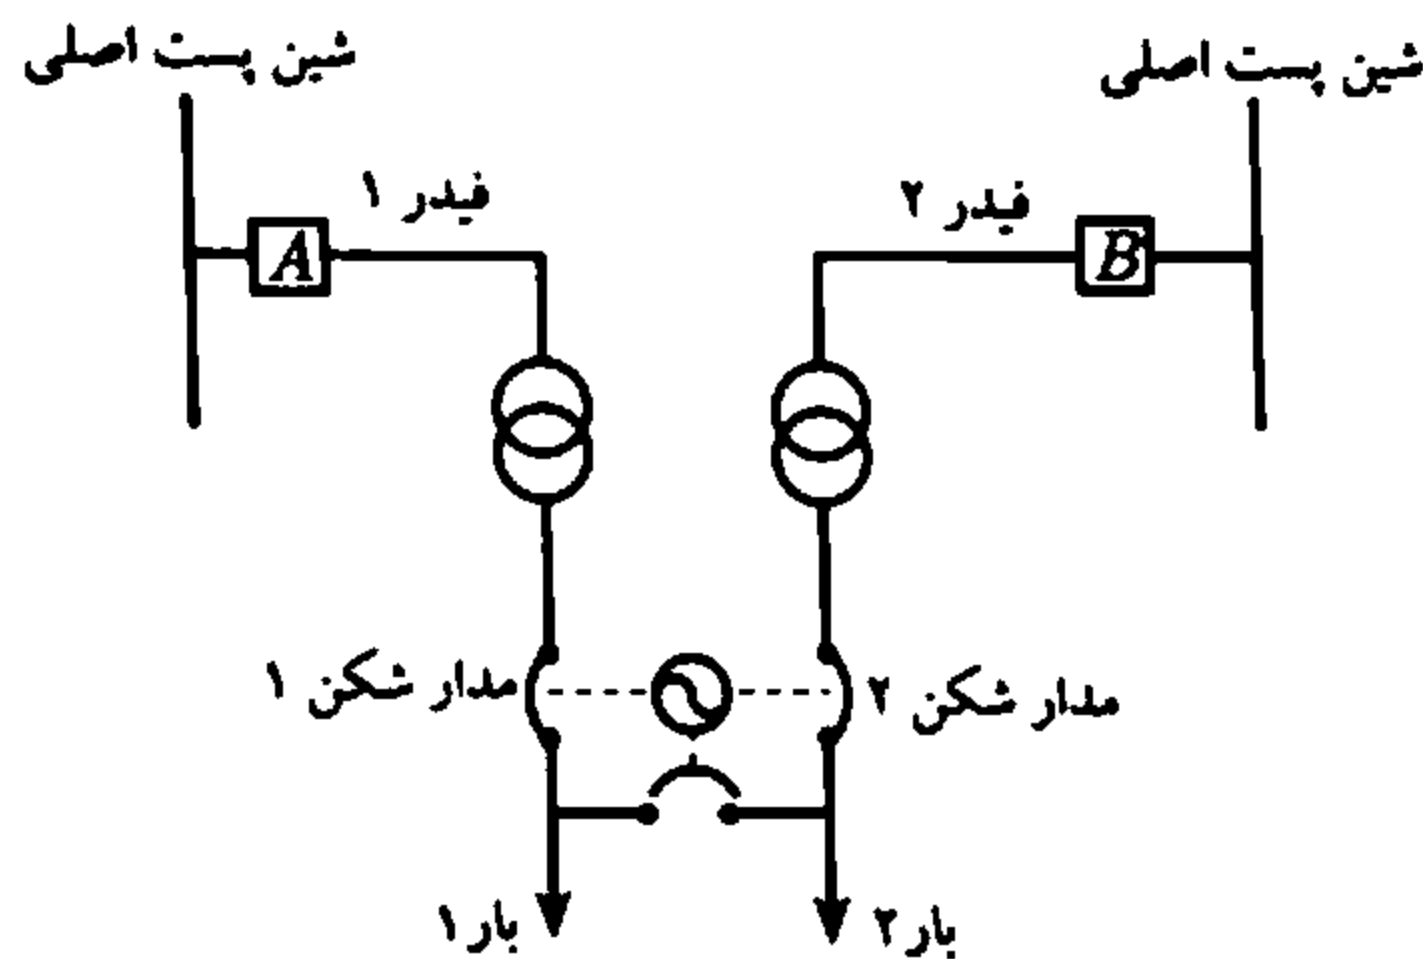 شین پست اصلی
شین پست اصلی
فیدر ۱
فیدر ۲
A
B
مدار شکن ۱
مدار شکن ۲
بار ۱
بار ۲